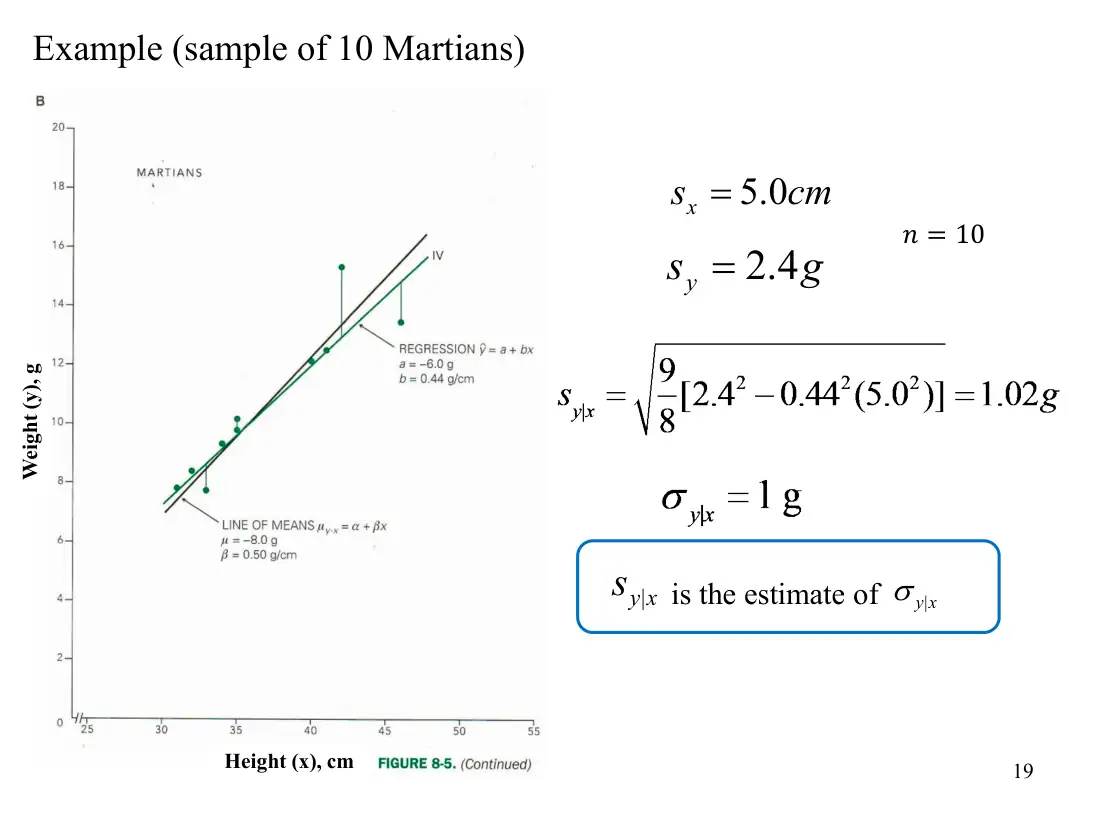 Example (sample of 10 Martians)
B
20
MARTIANS
18
16
IV
14
REGRESSION ŷ = a + bx
a = −6.0 g
b = 0.44 g/cm
12
10
8
LINE OF MEANS μy·x = α + βx
μ = −8.0 g
β = 0.50 g/cm
6
4
2
0
25 30 35 40 45 50 55
Weight (y), g
Height (x), cm
FIGURE 8-5. (Continued)
sx = 5.0cm
n = 10
sy = 2.4g
sy|x = √9/8[2.4² − 0.44²(5.0²)] = 1.02g
σy|x = 1 g
sy|x is the estimate of σy|x
19